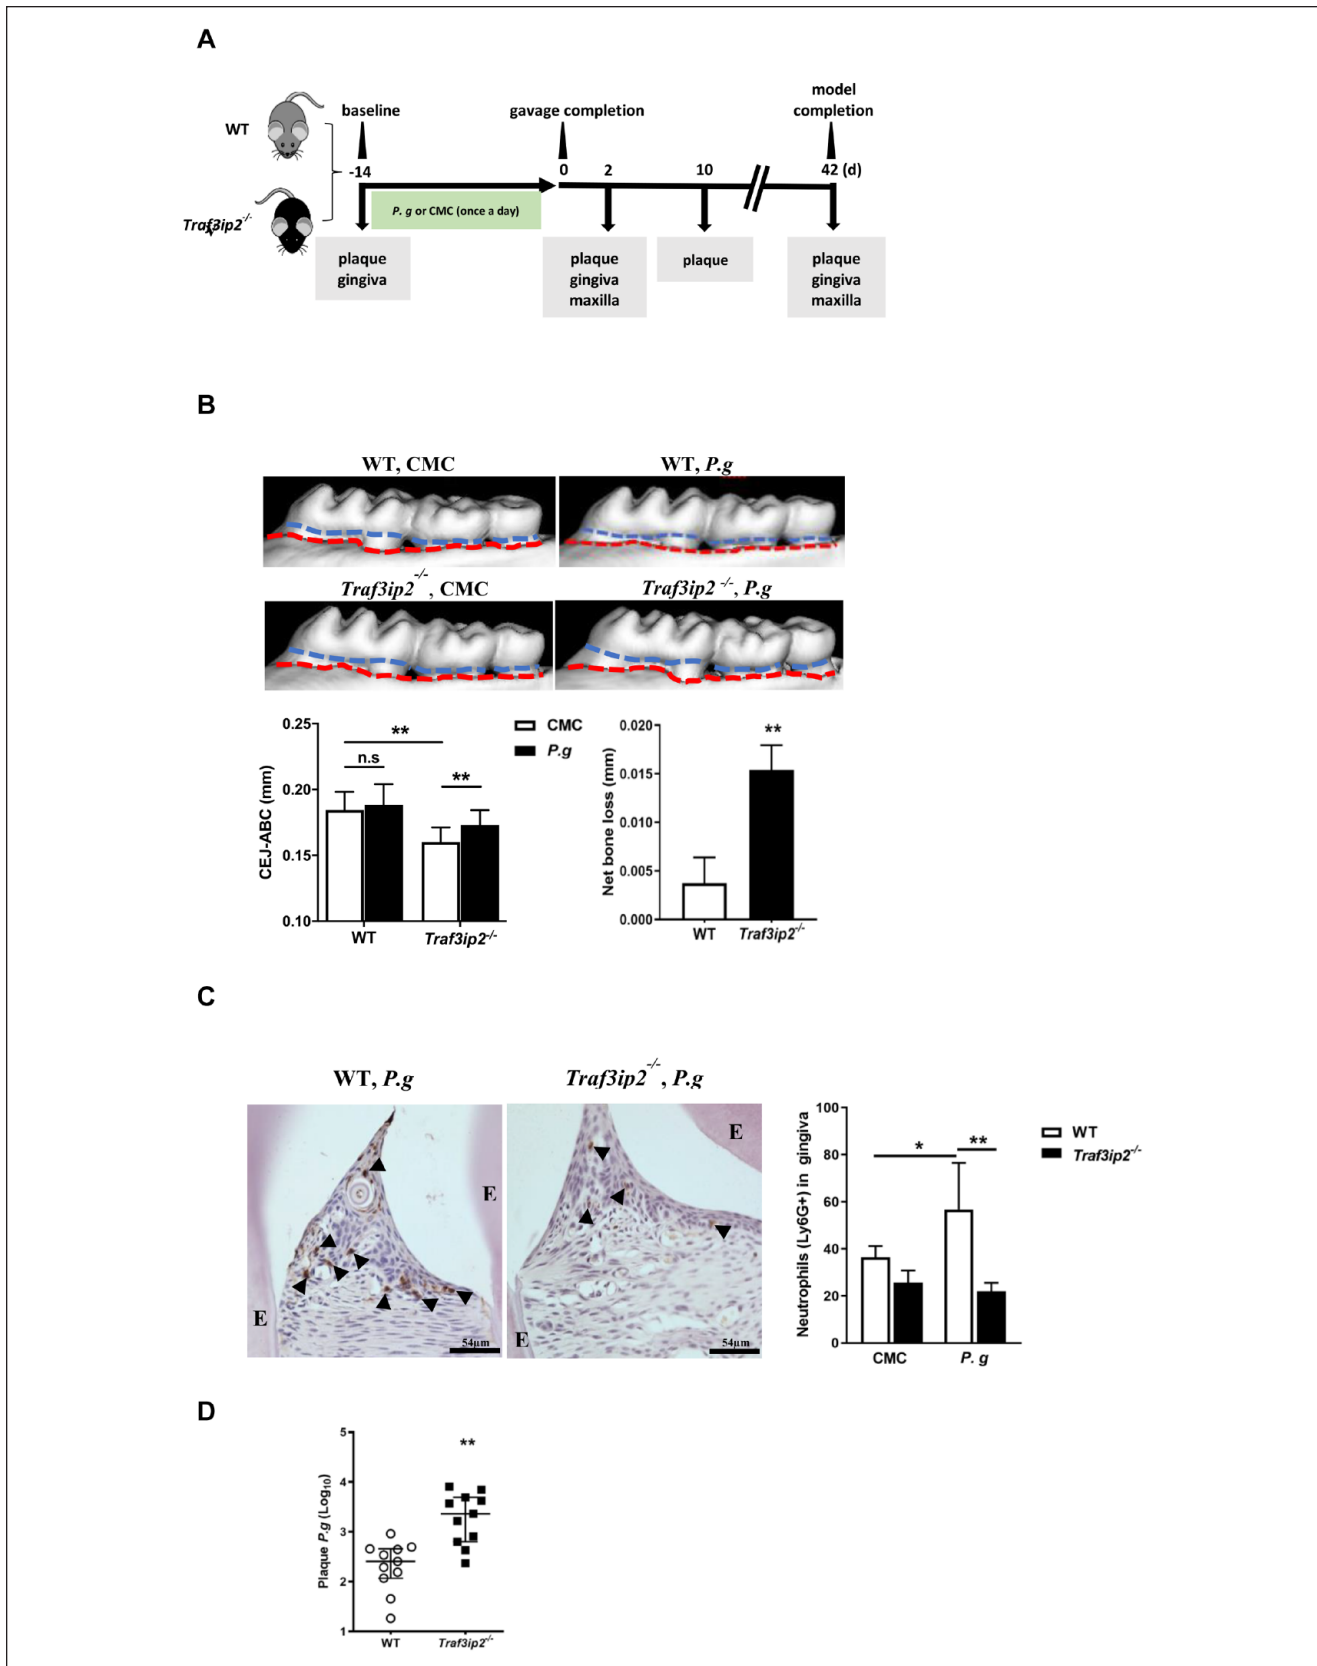 A
WT
Traf3ip2-/-
baseline
gavage completion
model
completion
-14
0
2
10
42 (d)
P. g or CMC (once a day)
plaque
gingiva
plaque
gingiva
maxilla
plaque
plaque
gingiva
maxilla
B
WT, CMC
WT, P.g
Traf3ip2-/-, CMC
Traf3ip2 -/-, P.g
CEJ-ABC (mm)
0.25
0.20
0.15
0.10
**
n.s
**
CMC
P.g
WT
Traf3ip2-/-
Net bone loss (mm)
0.020
0.015
0.010
0.005
0.000
**
WT
Traf3ip2-/-
C
WT, P.g
Traf3ip2-/-, P.g
E
E
54µm
E
E
54µm
Neutrophils (Ly6G+) in gingiva
100
80
60
40
20
0
*
**
WT
Traf3ip2-/-
CMC
P. g
D
Plaque P.g (Log10)
5
4
3
2
1
**
WT
Traf3ip2-/-